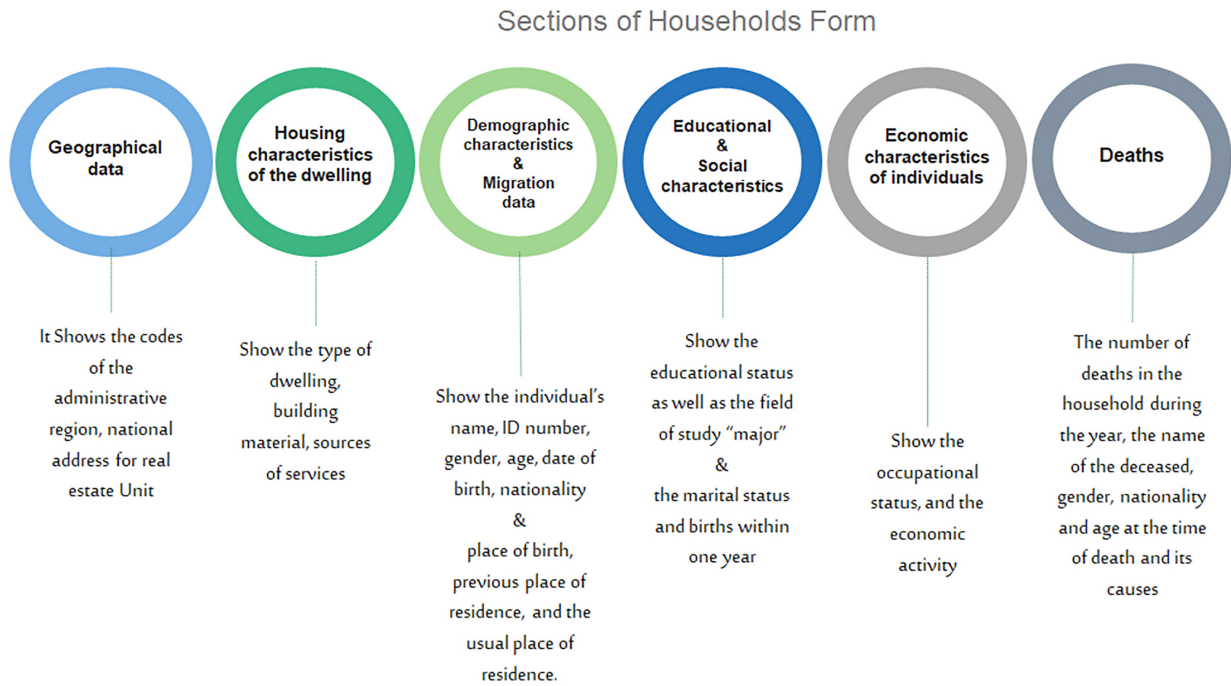 Sections of Households Form
Geographical
data
It Shows the codes
of the
administrative
region, national
address for real
estate Unit
Housing
characteristics
of the dwelling
Show the type of
dwelling,
building
material, sources
of services
Demographic
characteristics
&
Migration
data
Show the individual's
name, ID number,
gender, age, date of
birth, nationality
&
place of birth,
previous place of
residence, and the
usual place of
residence.
Educational
&
Social
characteristics
Show the
educational status
as well as the field
of study “major”
&
the marital status
and births within
one year
Economic
characteristics
of individuals
Show the
occupational
status, and the
economic
activity
Deaths
The number of
deaths in the
household during
the year, the name
of the deceased,
gender, nationality
and age at the time
of death and its
causes